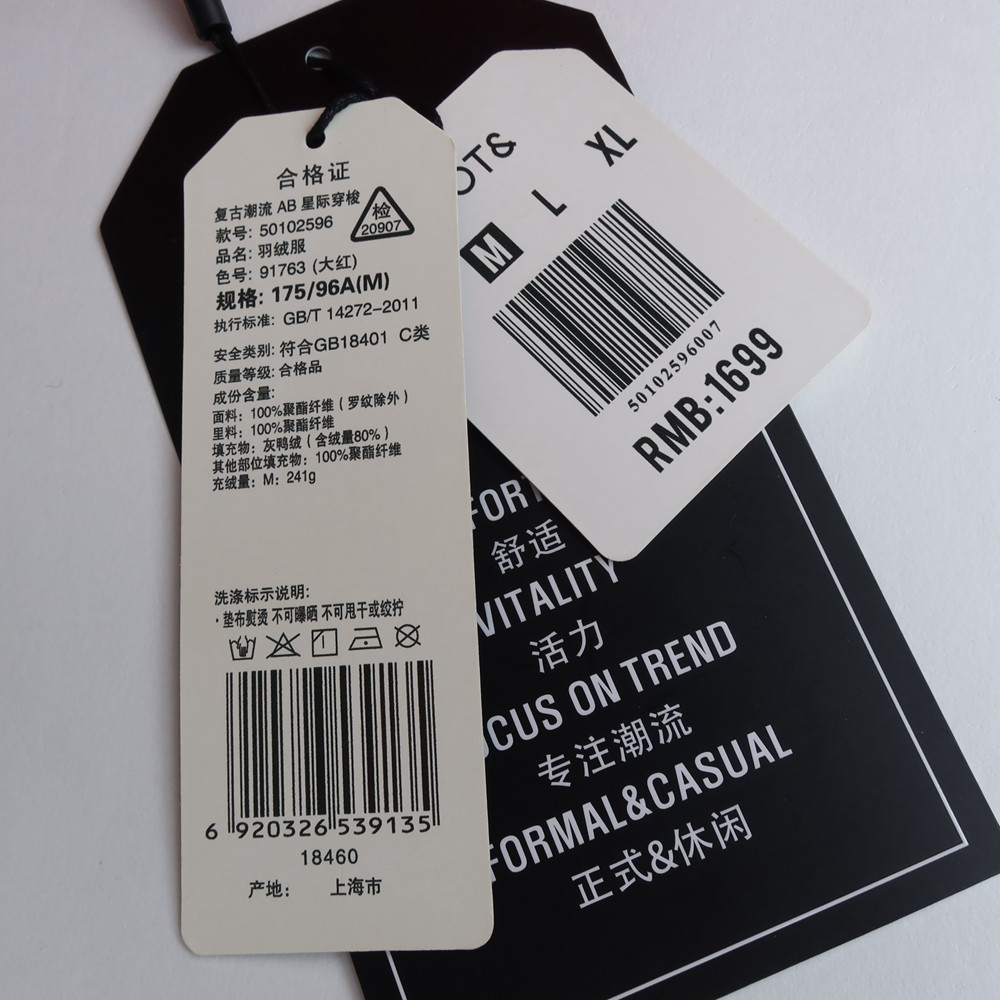 合格证
复古潮流 AB 星际穿梭
款号: 50102596
检
20907
品名: 羽绒服
色号: 91763 (大红)
规格: 175/96A(M)
执行标准: GB/T 14272-2011
安全类别: 符合GB18401 C类
质量等级: 合格品
成份含量:
面料: 100%聚酯纤维 ( 罗纹除外 )
里料: 100%聚酯纤维
填充物: 灰鸭绒 ( 含绒量80% )
其他部位填充物: 100%聚酯纤维
充绒量: M: 241g
洗涤标示说明:
·垫布熨烫 不可曝晒 不可甩干或绞拧
6 920326 539135
18460
产地: 上海市
OT&
M L XL
50102596007
RMB:1699
舒适
VITALITY
活力
OCUS ON TREND
专注潮流
FORMAL&CASUAL
正式&休闲